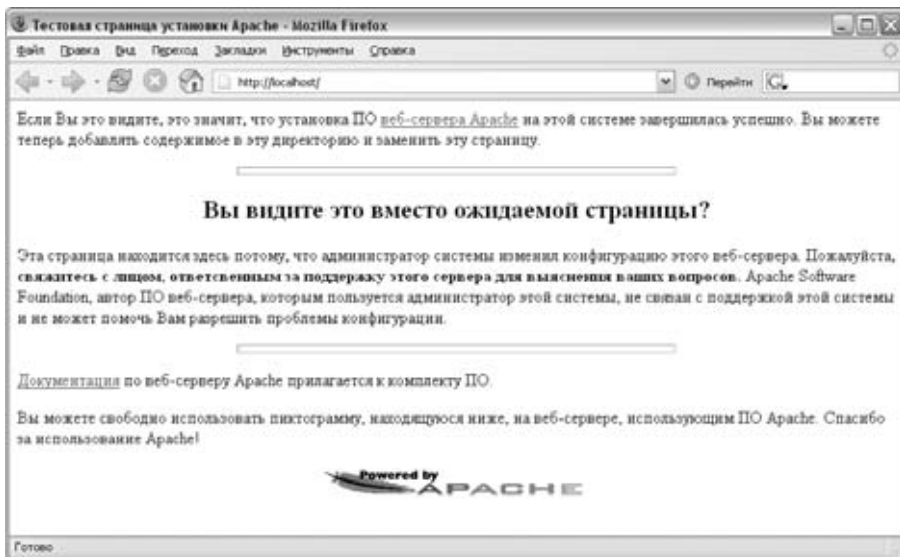 Тестовая страница установки Apache - Mozilla Firefox
Файл Правка Вид Переход Закладки Инструменты Справка
http://localhost/ Перейти
Если Вы это видите, это значит, что установка ПО веб-сервера Apache на этой системе завершилась успешно. Вы можете
теперь добавлять содержимое в эту директорию и заменить эту страницу.
Вы видите это вместо ожидаемой страницы?
Эта страница находится здесь потому, что администратор системы изменил конфигурацию этого веб-сервера. Пожалуйста,
свяжитесь с лицом, ответсвенным за поддержку этого сервера для выяснения ваших вопросов. Apache Software
Foundation, автор ПО веб-сервера, которым пользуется администратор этой системы, не связан с поддержкой этой системы
и не может помочь Вам разрешить проблемы конфигурации.
Документация по веб-серверу Apache прилагается к комплекту ПО.
Вы можете свободно использовать пиктограмму, находящуюся ниже, на веб-сервере, использующим ПО Apache. Спасибо
за использование Apache!
Powered by
APACHE
Готово